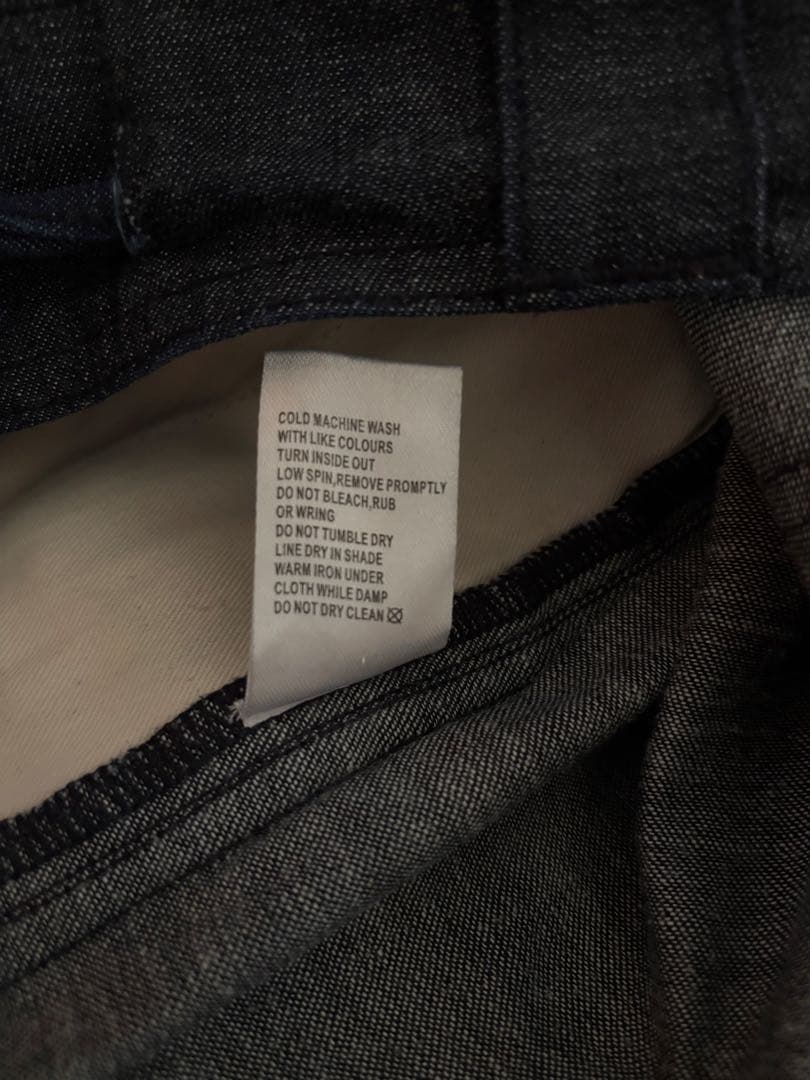 COLD MACHINE WASH
WITH LIKE COLOURS
TURN INSIDE OUT
LOW SPIN,REMOVE PROMPTLY
DO NOT BLEACH,RUB
OR WRING
DO NOT TUMBLE DRY
LINE DRY IN SHADE
WARM IRON UNDER
CLOTH WHILE DAMP
DO NOT DRY CLEAN